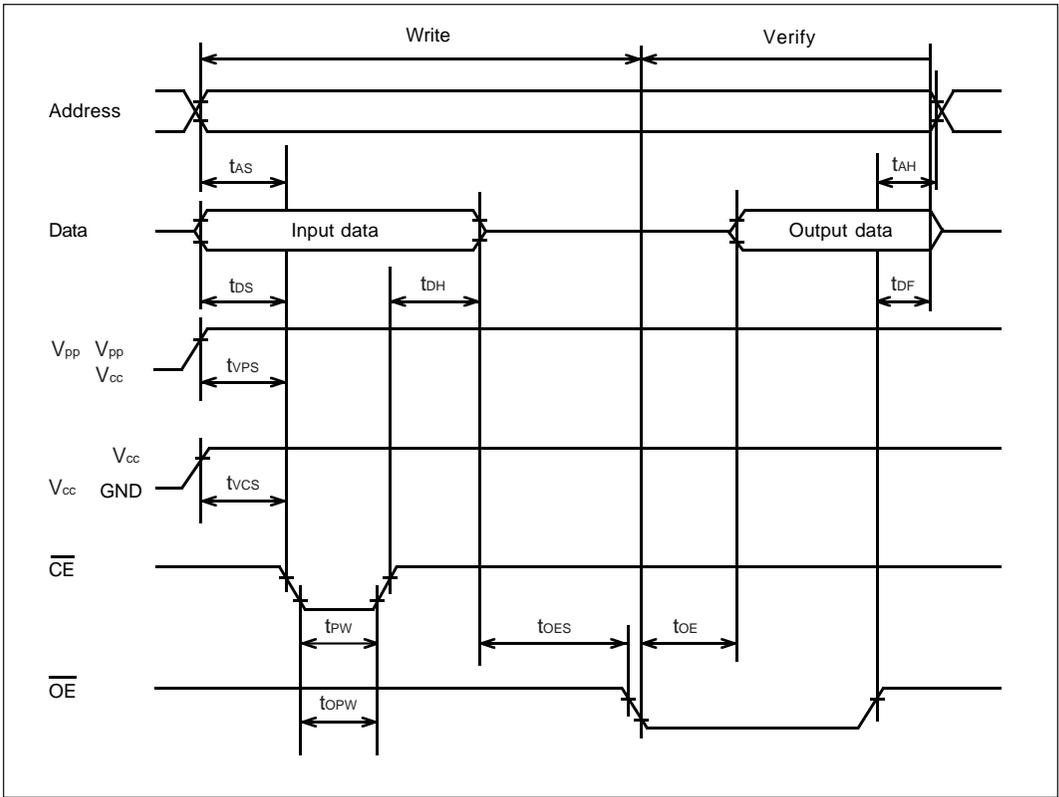 Write Verify
Address
tAS tAH
Data Input data Output data
tDS tDH tDF
Vpp Vpp
Vcc
tVPS
Vcc
Vcc GND
tVCS
CE
tPW tOES tOE
OE
tOPW